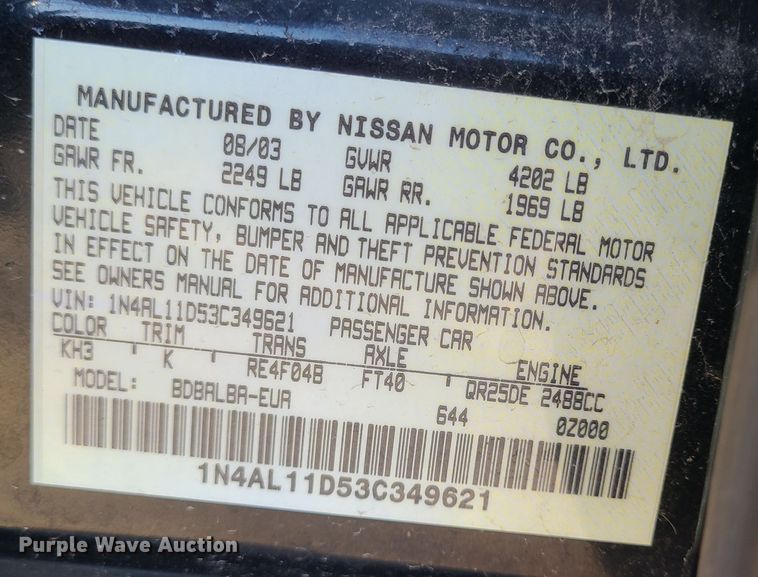 MANUFACTURED BY NISSAN MOTOR CO., LTD.
DATE 08/03 GVWR 4202 LB
GAWR FR. 2249 LB GAWR RR. 1969 LB
THIS VEHICLE CONFORMS TO ALL APPLICABLE FEDERAL MOTOR
VEHICLE SAFETY, BUMPER AND THEFT PREVENTION STANDARDS
IN EFFECT ON THE DATE OF MANUFACTURE SHOWN ABOVE.
SEE OWNERS MANUAL FOR ADDITIONAL INFORMATION.
VIN: 1N4AL11D53C349621 PASSENGER CAR
COLOR TRIM TRANS AXLE ENGINE
KH3 ' K RE4F04B FT40 ' QR25DE 2488CC
MODEL: BDBALBA-EUA 644 0Z000
1N4AL11D53C349621
Purple Wave Auction